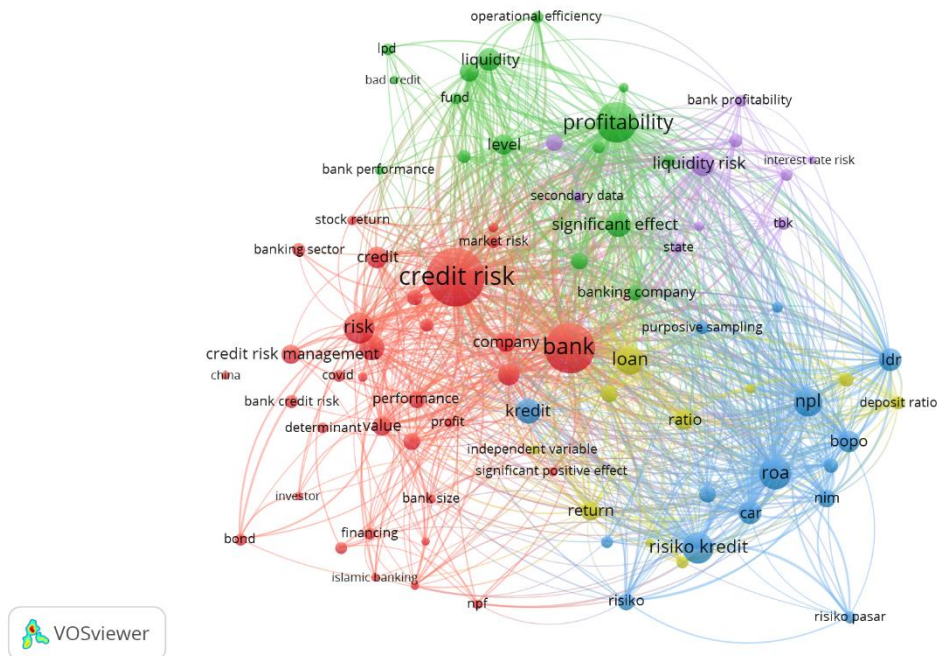 operational efficiency
lpd
liquidity
bad credit
fund
bank profitability
profitability
level
liquidity risk
interest rate risk
bank performance
secondary data
stock return
significant effect
tbk
market risk
state
banking sector
credit
credit risk
banking company
risk
purposive sampling
company
bank
credit risk management
loan
ldr
china
covid
bank credit risk
performance
kredit
npl
deposit ratio
determinant
value
profit
ratio
bopo
independent variable
significant positive effect
roa
investor
bank size
nim
return
car
bond
financing
risiko kredit
islamic banking
npf
risiko
risiko pasar
VOSviewer